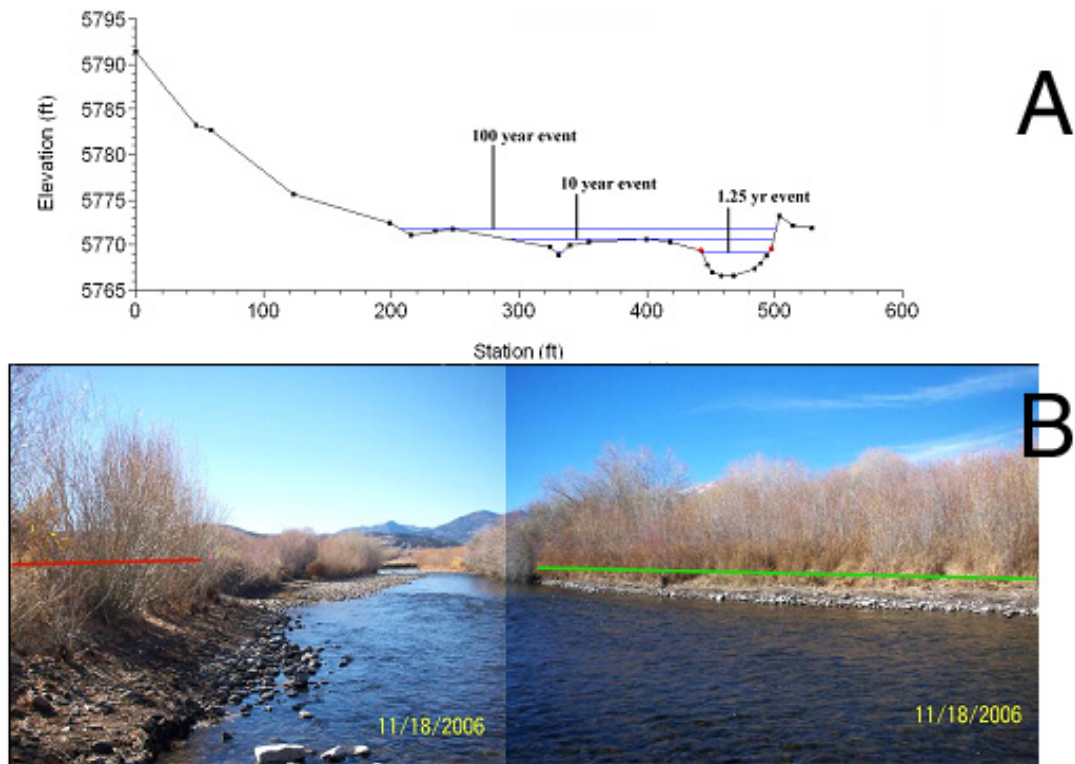 5795
5790
5785
5780
5775
5770
5765
Elevation (ft)
100 year event
10 year event
1.25 yr event
0 100 200 300 400 500 600
Station (ft)
A
B
11/18/2006
11/18/2006